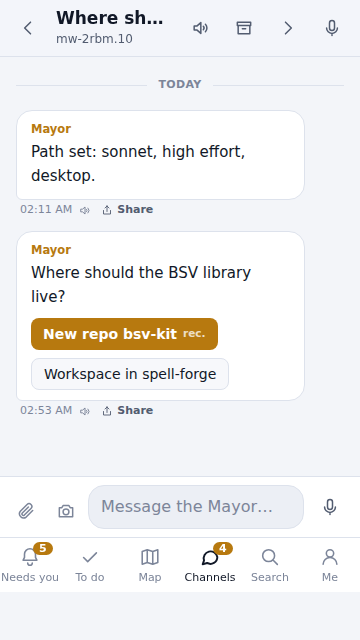 Where sh...
mw-2rbm.10
TODAY
Mayor
Path set: sonnet, high effort,
desktop.
02:11 AM Share
Mayor
Where should the BSV library
live?
New repo bsv-kit rec.
Workspace in spell-forge
02:53 AM Share
Message the Mayor...
5
4
Needs you To do Map Channels Search Me